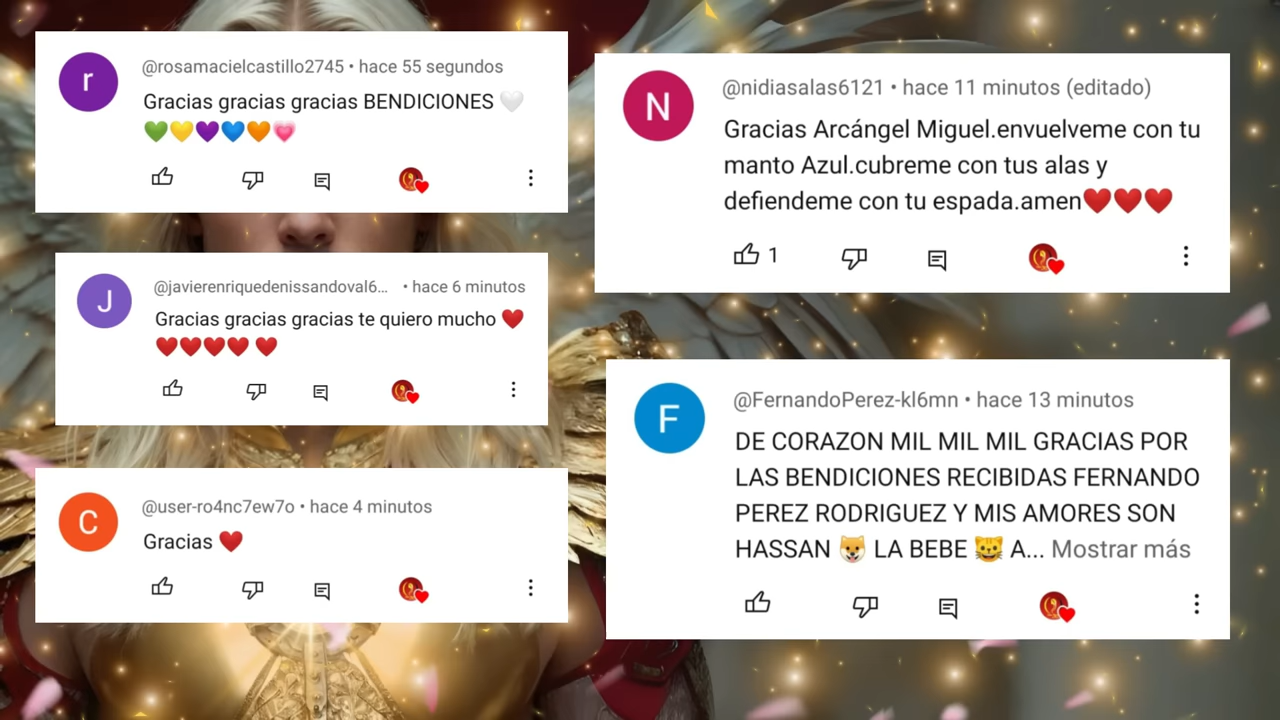 r
@rosamacielcastillo2745 • hace 55 segundos
Gracias gracias gracias BENDICIONES 🤍
💚💛💜💙🧡💗
J
@javierenriquedenissandoval6... • hace 6 minutos
Gracias gracias gracias te quiero mucho ❤️
❤️❤️❤️❤️ ❤️
C
@user-ro4nc7ew7o • hace 4 minutos
Gracias ❤️
N
@nidiasalas6121 • hace 11 minutos (editado)
Gracias Arcángel Miguel.envuelveme con tu
manto Azul.cubreme con tus alas y
defiendeme con tu espada.amen❤️❤️❤️
1
F
@FernandoPerez-kl6mn • hace 13 minutos
DE CORAZON MIL MIL MIL GRACIAS POR
LAS BENDICIONES RECIBIDAS FERNANDO
PEREZ RODRIGUEZ Y MIS AMORES SON
HASSAN 🐶 LA BEBE 😺 A... Mostrar más